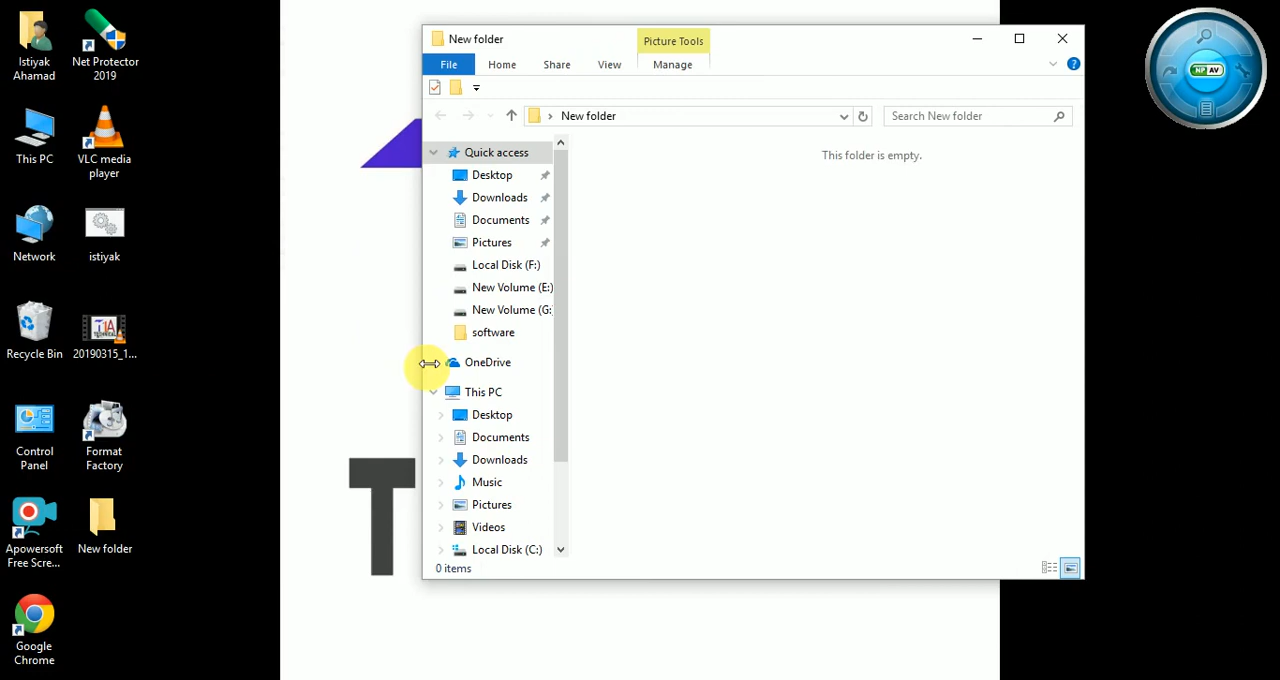 Istiyak
Ahamad
Net Protector
2019
This PC
VLC media
player
Network
istiyak
Recycle Bin
20190315_1...
Control
Panel
Format
Factory
Apowersoft
Free Scre...
New folder
Google
Chrome
T
New folder
Picture Tools
File
Home
Share
View
Manage
New folder
Search New folder
Quick access
Desktop
Downloads
Documents
Pictures
Local Disk (F:)
New Volume (E:)
New Volume (G:
software
OneDrive
This PC
Desktop
Documents
Downloads
Music
Pictures
Videos
Local Disk (C:)
This folder is empty.
0 items
NP AV